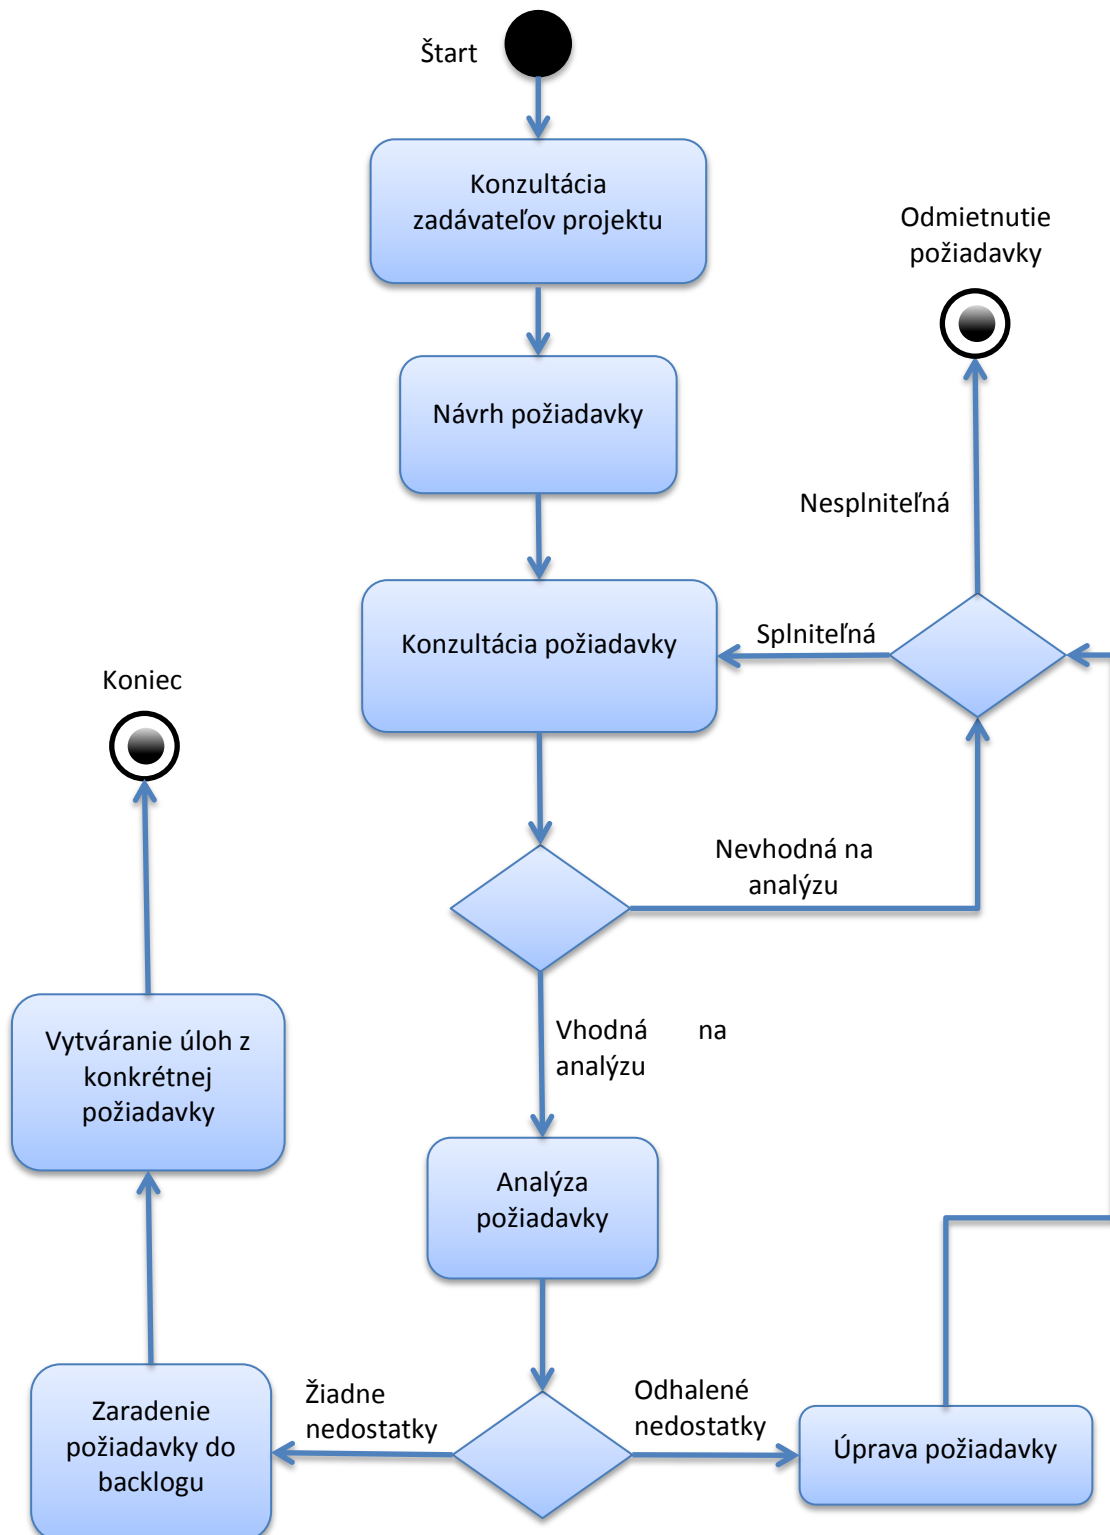 Štart
Konzultácia
zadávateľov projektu
Odmietnutie
požiadavky
Návrh požiadavky
Nesplniteľná
Konzultácia požiadavky
Splniteľná
Koniec
Nevhodná na
analýzu
Vytváranie úloh z
konkrétnej
požiadavky
Vhodná na
analýzu
Analýza
požiadavky
Zaradenie
požiadavky do
backlogu
Žiadne
nedostatky
Odhalené
nedostatky
Úprava požiadavky